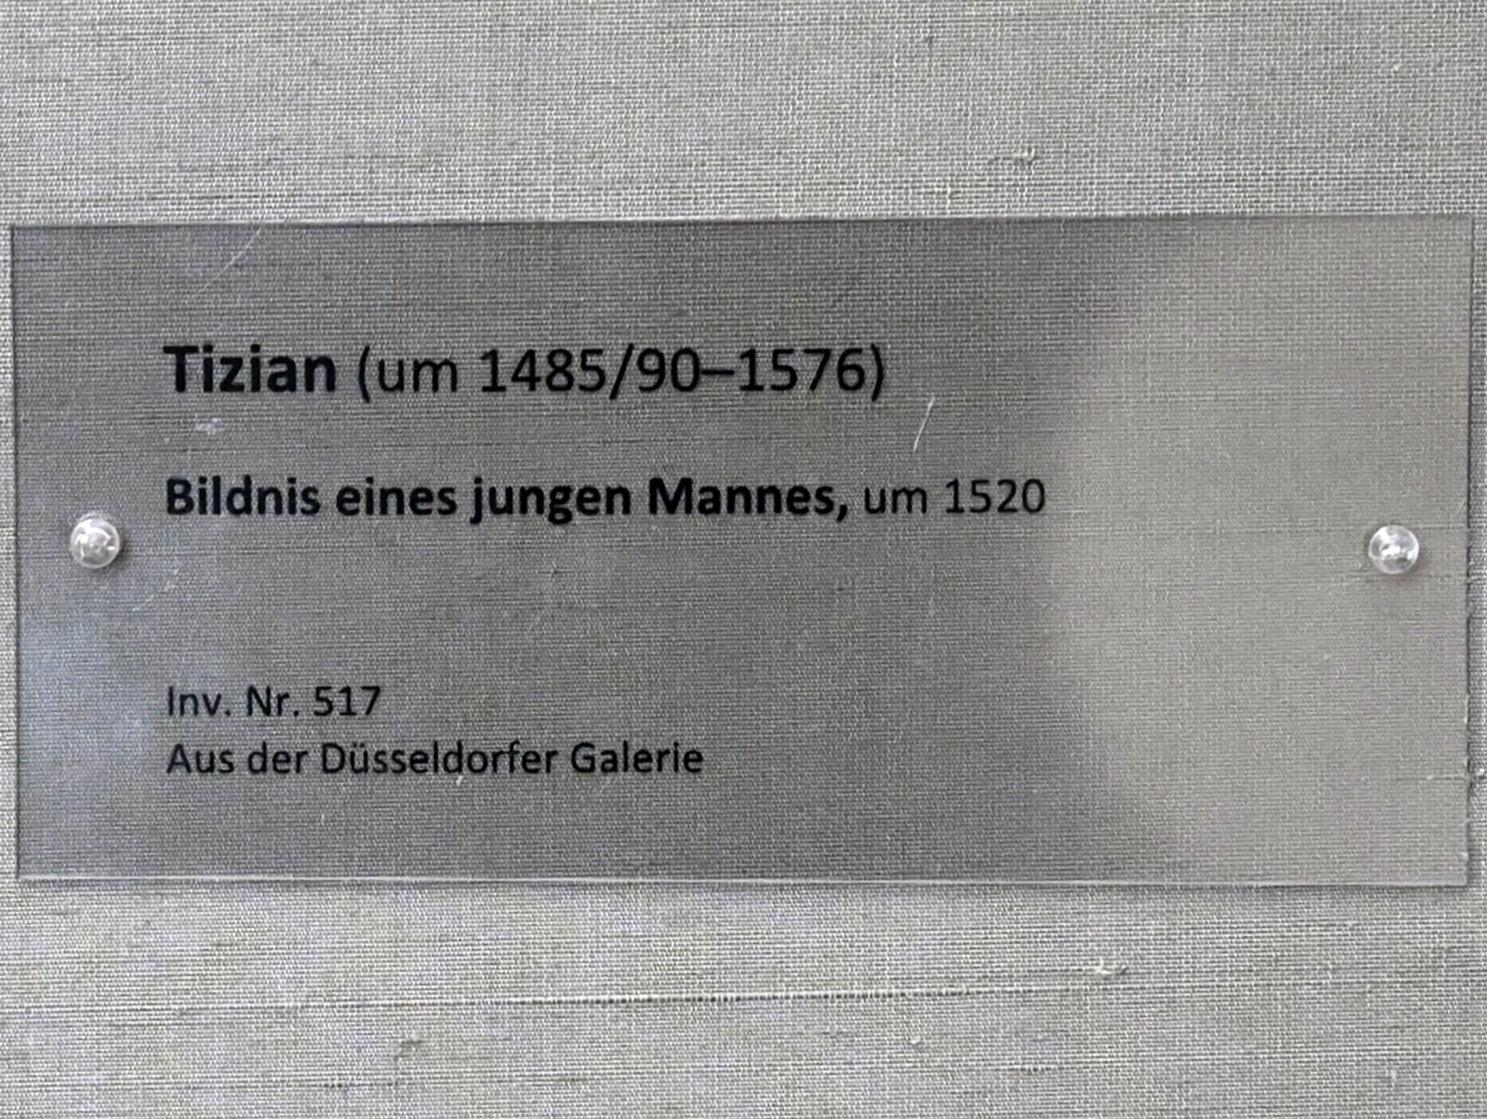 Tizian (um 1485/90–1576)
Bildnis eines jungen Mannes, um 1520
Inv. Nr. 517
Aus der Düsseldorfer Galerie